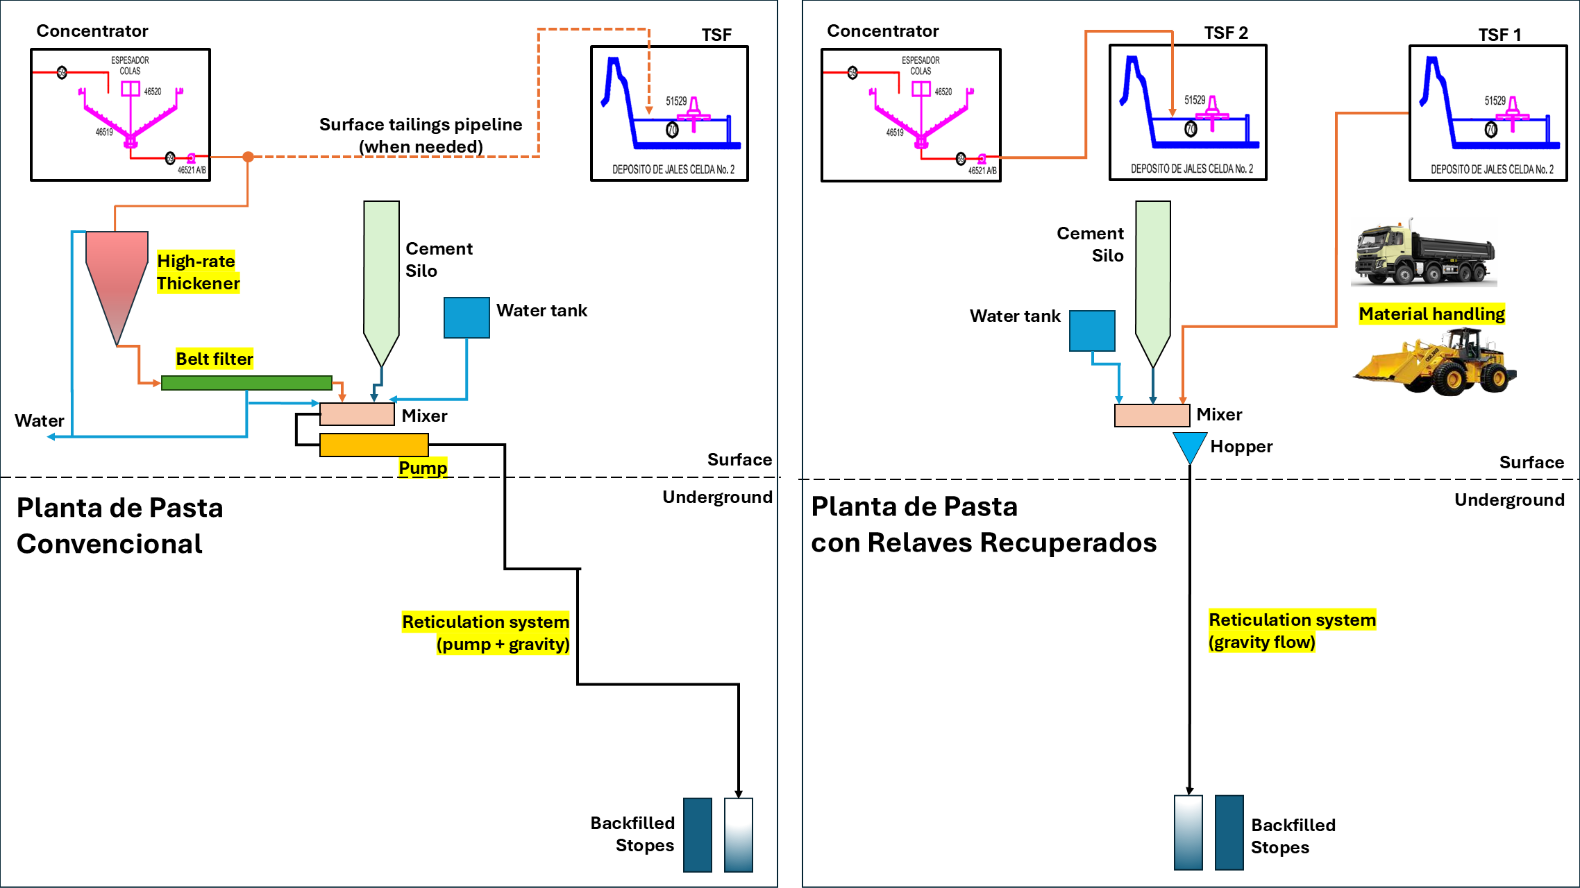 Concentrator
ESPESADOR
COLAS
46520
46519
46521 A/B
Surface tailings pipeline
(when needed)
TSF
51529
70
DEPOSITO DE JALES CELDA No. 2
High-rate
Thickener
Cement
Silo
Water tank
Belt filter
Water
Mixer
Pump
Surface
Underground
Planta de Pasta
Convencional
Reticulation system
(pump + gravity)
Backfilled
Stopes
Concentrator
ESPESADOR
COLAS
46520
46519
46521 A/B
TSF 2
51529
70
DEPOSITO DE JALES CELDA No. 2
TSF 1
51529
70
DEPOSITO DE JALES CELDA No. 2
Cement
Silo
Water tank
Material handling
Mixer
Hopper
Surface
Underground
Planta de Pasta
con Relaves Recuperados
Reticulation system
(gravity flow)
Backfilled
Stopes